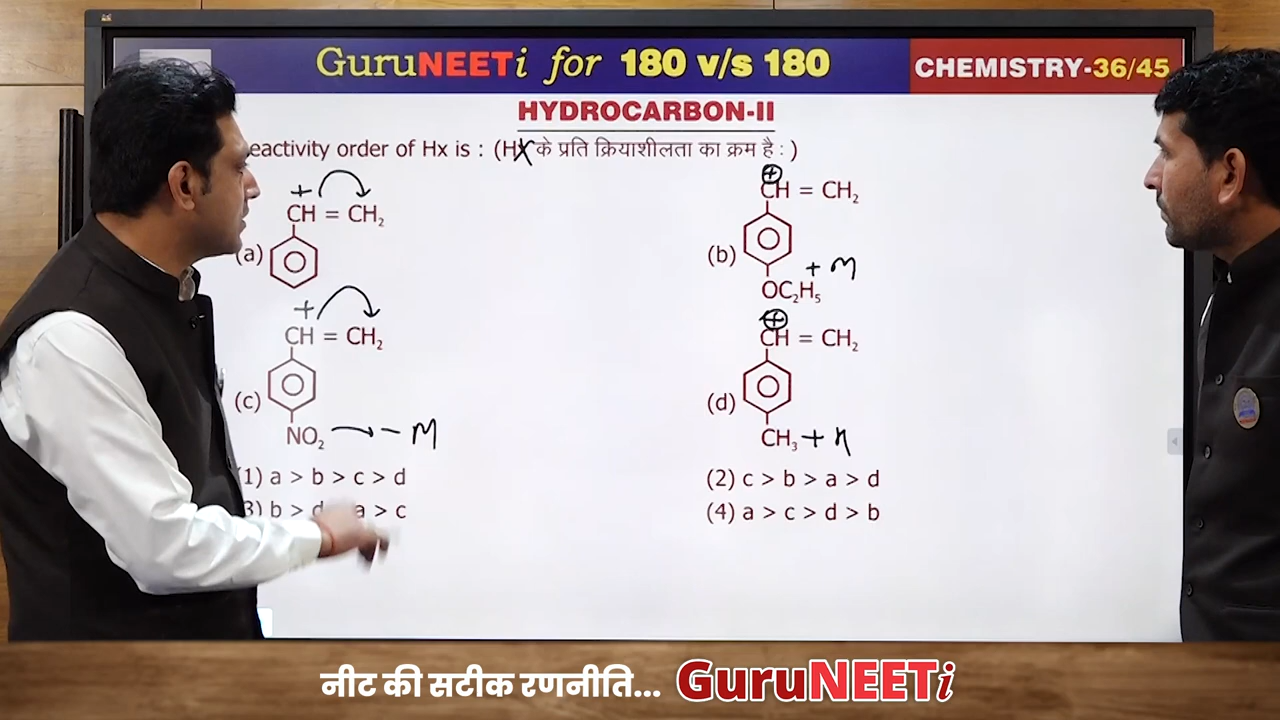 GuruNEETi for 180 v/s 180
CHEMISTRY-36/45
HYDROCARBON-II
eactivity order of Hx is : (HX के प्रति क्रियाशीलता का क्रम है : )
(a)
+
CH = CH₂
(b)
+
CH = CH₂
OC₂H₅
+ M
(c)
+
CH = CH₂
NO₂ - M
(d)
+
CH = CH₂
CH₃ +
1) a > b > c > d
(2) c > b > a > d
3) b > d a > c
(4) a > c > d > b
नीट की सटीक रणनीति... GuruNEETi